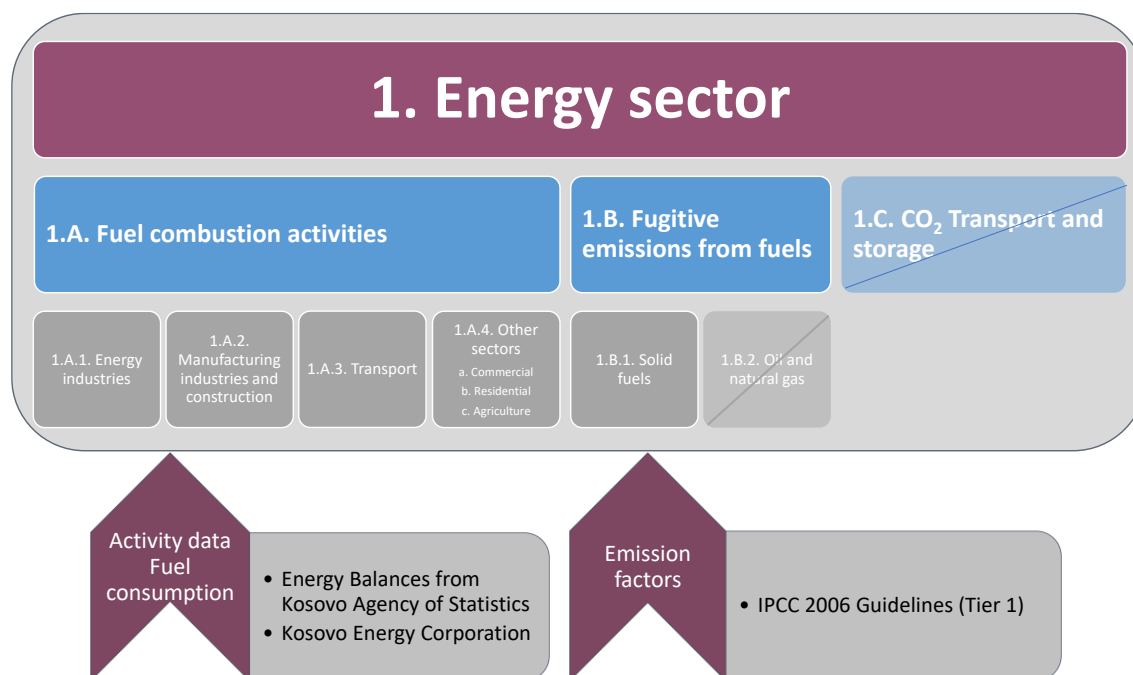 1. Energy sector
1.A. Fuel combustion activities
1.B. Fugitive
emissions from fuels
1.C. CO₂ Transport and
storage
1.A.1. Energy
industries
1.A.2.
Manufacturing
industries and
construction
1.A.3. Transport
1.A.4. Other
sectors
a. Commercial
b. Residential
c. Agriculture
1.B.1. Solid
fuels
1.B.2. Oil and
natural gas
Activity data
Fuel
consumption
• Energy Balances from
Kosovo Agency of Statistics
• Kosovo Energy Corporation
Emission
factors
• IPCC 2006 Guidelines (Tier 1)